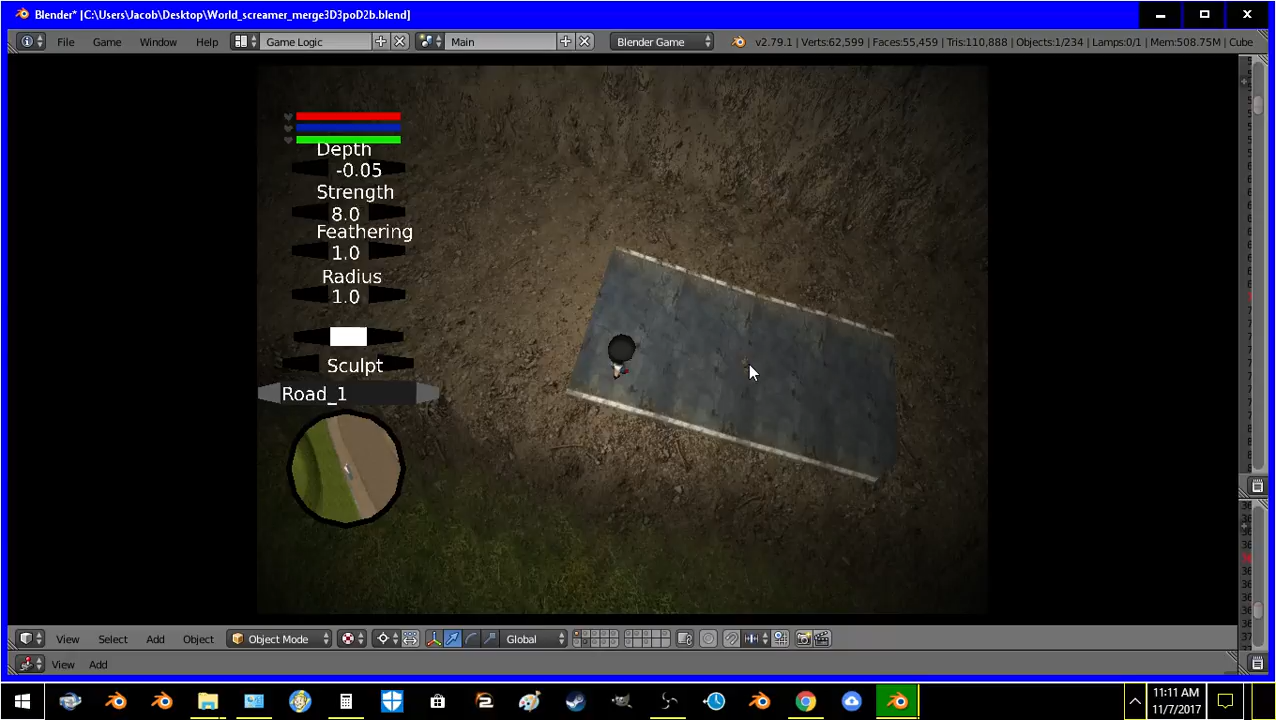 Blender* [C:\Users\Jacob\Desktop\World_screamer_merge3D3poD2b.blend]
File Game Window Help Game Logic Main Blender Game v2.79.1 | Verts:62,599 | Faces:55,459 | Tris:110,888 | Objects:1/234 | Lamps:0/1 | Mem:508.75M | Cube
Depth
-0.05
Strength
8.0
Feathering
1.0
Radius
1.0
Sculpt
Road_1
View Select Add Object Object Mode Global
View Add
11:11 AM
11/7/2017